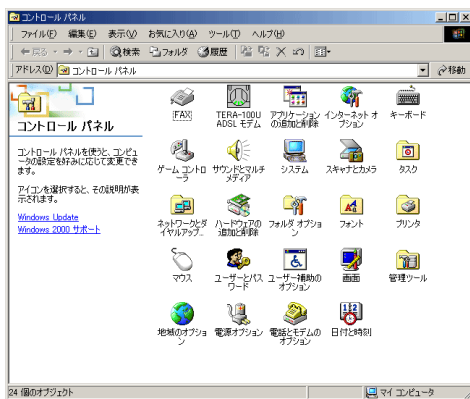 コントロール パネル
ファイル(F) 編集(E) 表示(V) お気に入り(A) ツール(T) ヘルプ(H)
戻る 検索 フォルダ 履歴
アドレス(D) コントロール パネル 移動
コントロール パネル
コントロール パネルを使うと、コンピュ
ータの設定を好みに応じて変更でき
ます。
アイコンを選択すると、その説明が表
示されます。
Windows Update
Windows 2000 サポート
FAX
TERA-100U
ADSL モデム
アプリケーション
の追加と削除
インターネット オ
プション
キーボード
ゲーム コントロ
ーラ
サウンドとマルチ
メディア
システム
スキャナとカメラ
タスク
ネットワークとダ
イヤルアップ...
ハードウェアの
追加と削除
フォルダ オプショ
ン
フォント
プリンタ
マウス
ユーザーとパス
ワード
ユーザー補助の
オプション
画面
管理ツール
地域のオプショ
ン
電源オプション
電話とモデムの
オプション
日付と時刻
24 個のオブジェクト
マイ コンピュータ